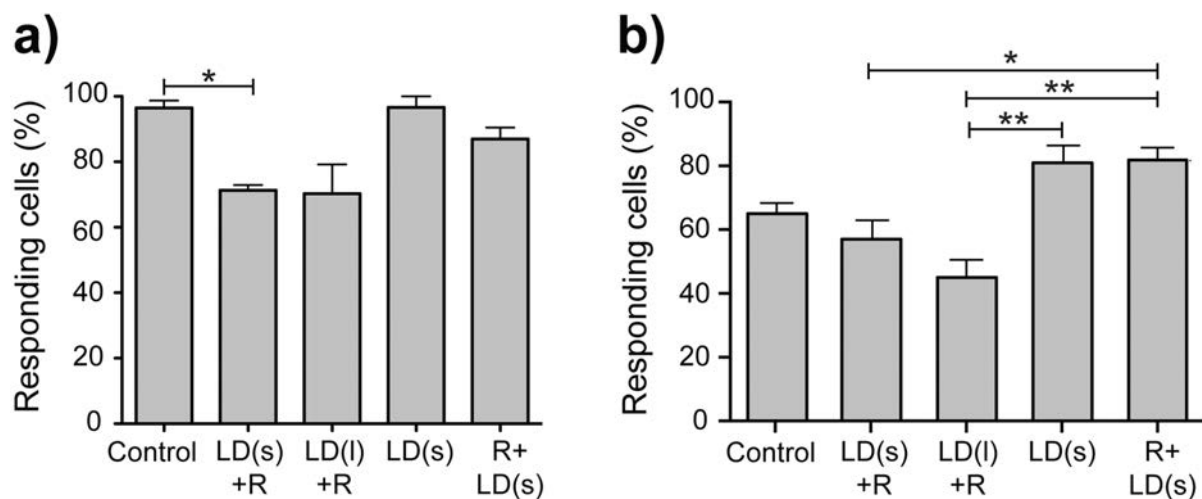 a)
*
Responding cells (%)
100
80
60
40
20
0
Control
LD(s)
+R
LD(l)
+R
LD(s)
R+
LD(s)
b)
*
**
**
Responding cells (%)
100
80
60
40
20
0
Control
LD(s)
+R
LD(l)
+R
LD(s)
R+
LD(s)